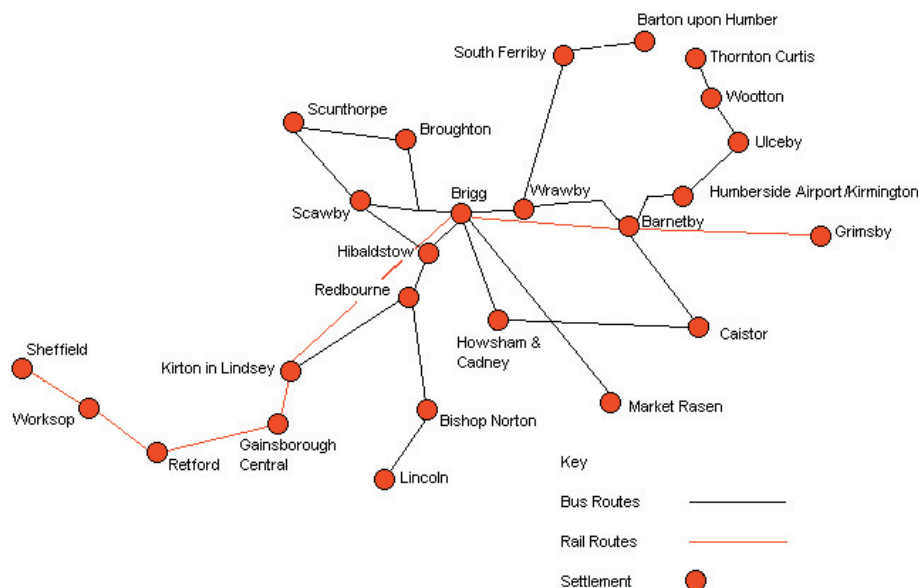 Barton upon Humber
South Ferriby
Thornton Curtis
Wootton
Scunthorpe
Broughton
Ulceby
Brigg
Wrawby
Humberside Airport/Kirmington
Scawby
Barnetby
Grimsby
Hibaldstow
Redbourne
Howsham &
Cadney
Caistor
Sheffield
Kirton in Lindsey
Worksop
Market Rasen
Bishop Norton
Gainsborough
Central
Retford
Lincoln
Key
Bus Routes
Rail Routes
Settlement